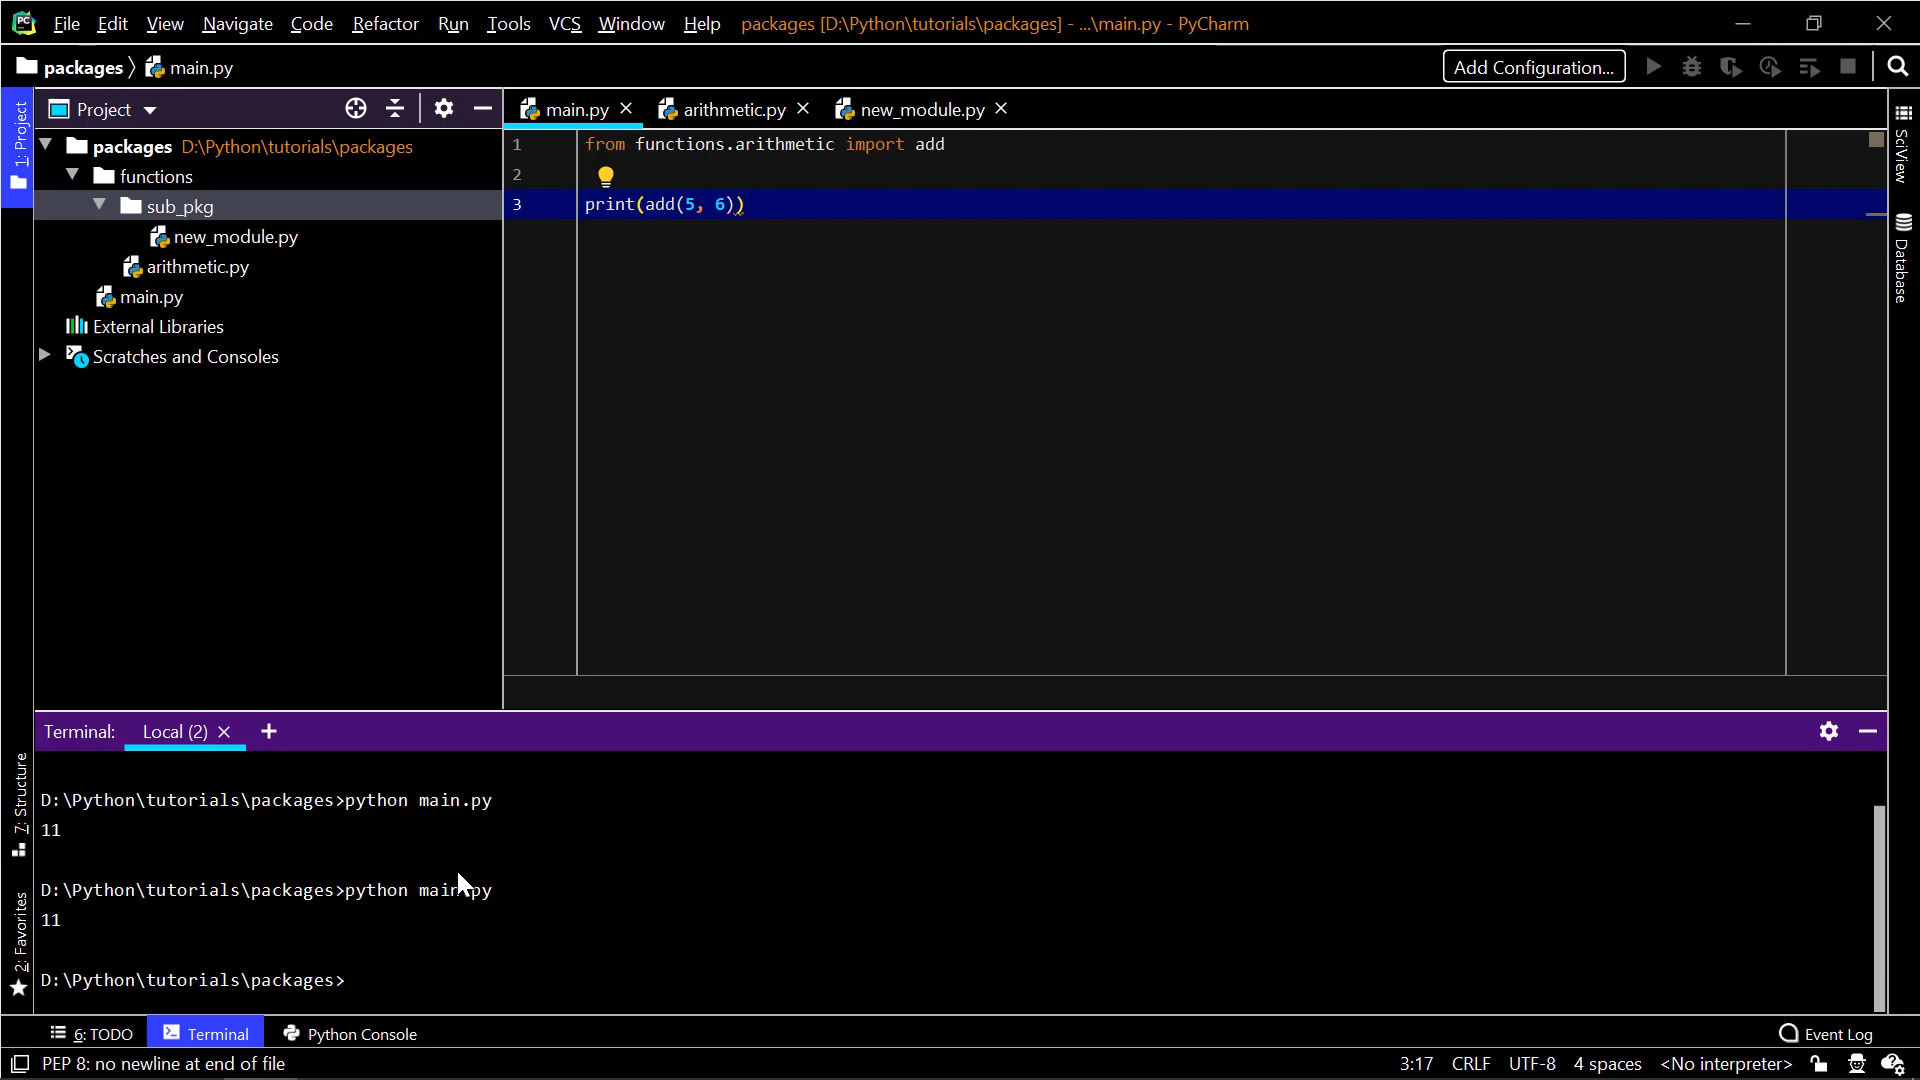 PC File Edit View Navigate Code Refactor Run Tools VCS Window Help packages [D:\Python\tutorials\packages] - ...\main.py - PyCharm
packages main.py Add Configuration...
1: Project
Project
packages D:\Python\tutorials\packages
functions
sub_pkg
new_module.py
arithmetic.py
main.py
External Libraries
Scratches and Consoles
main.py arithmetic.py new_module.py
1 from functions.arithmetic import add
2
3 print(add(5, 6))
SciView
Database
Terminal: Local (2) +
D:\Python\tutorials\packages>python main.py
11
D:\Python\tutorials\packages>python main.py
11
D:\Python\tutorials\packages>
7: Structure
2: Favorites
6: TODO Terminal Python Console Event Log
PEP 8: no newline at end of file 3:17 CRLF UTF-8 4 spaces <No interpreter>